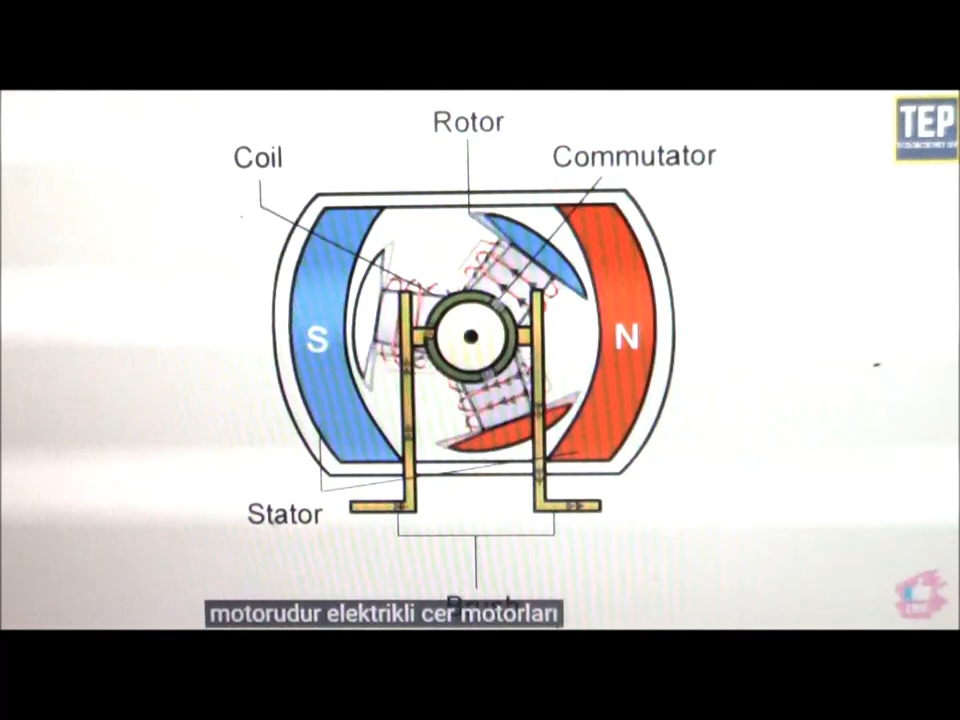 Rotor
Coil
Commutator
TEP
S
N
Stator
motorudur elektrikli cer motorları